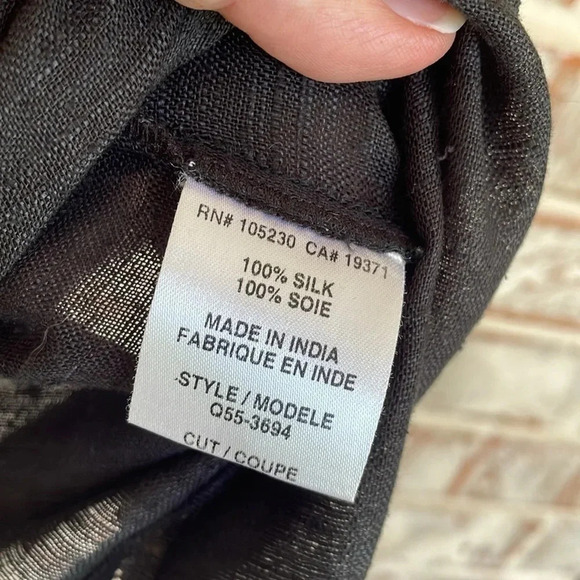 RN# 105230 CA# 19371
100% SILK
100% SOIE
MADE IN INDIA
FABRIQUE EN INDE
STYLE / MODELE
Q55-3694
CUT / COUPE